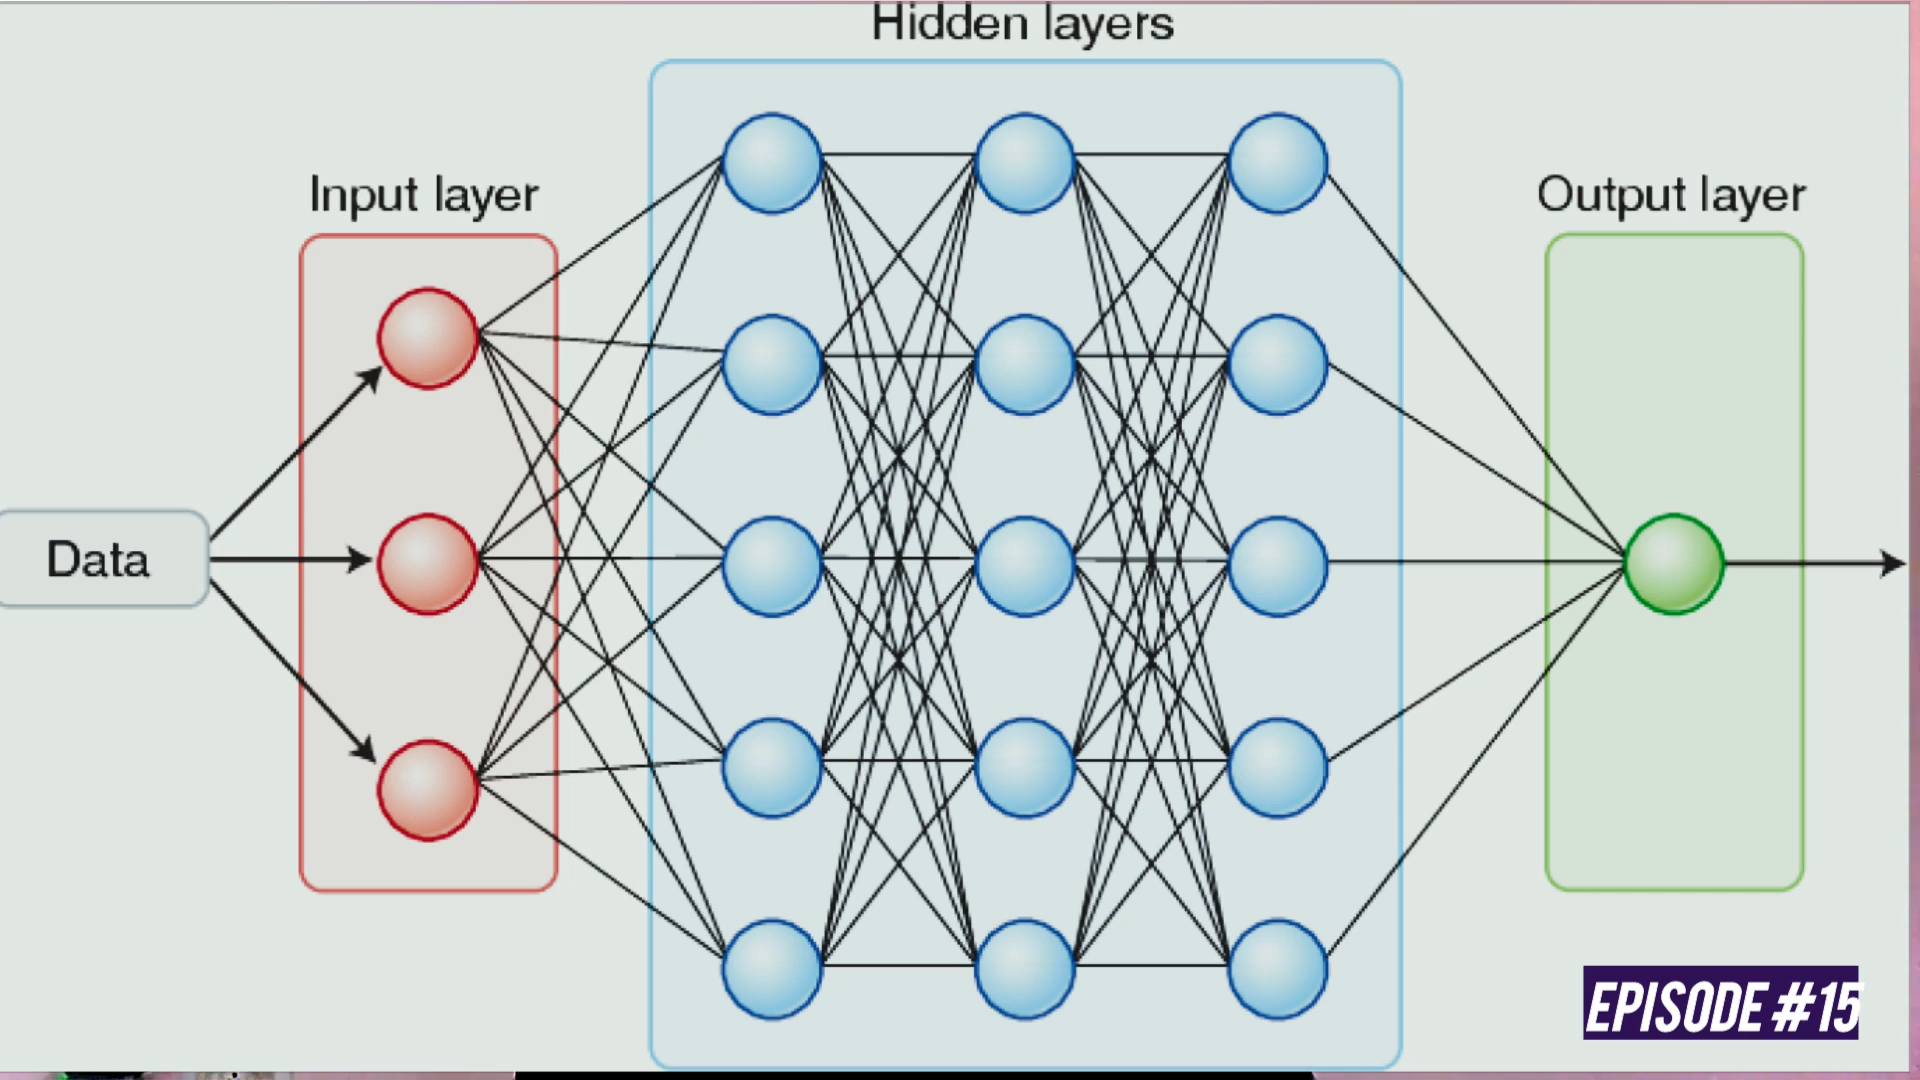 Hidden layers
Input layer
Output layer
Data
EPISODE #15